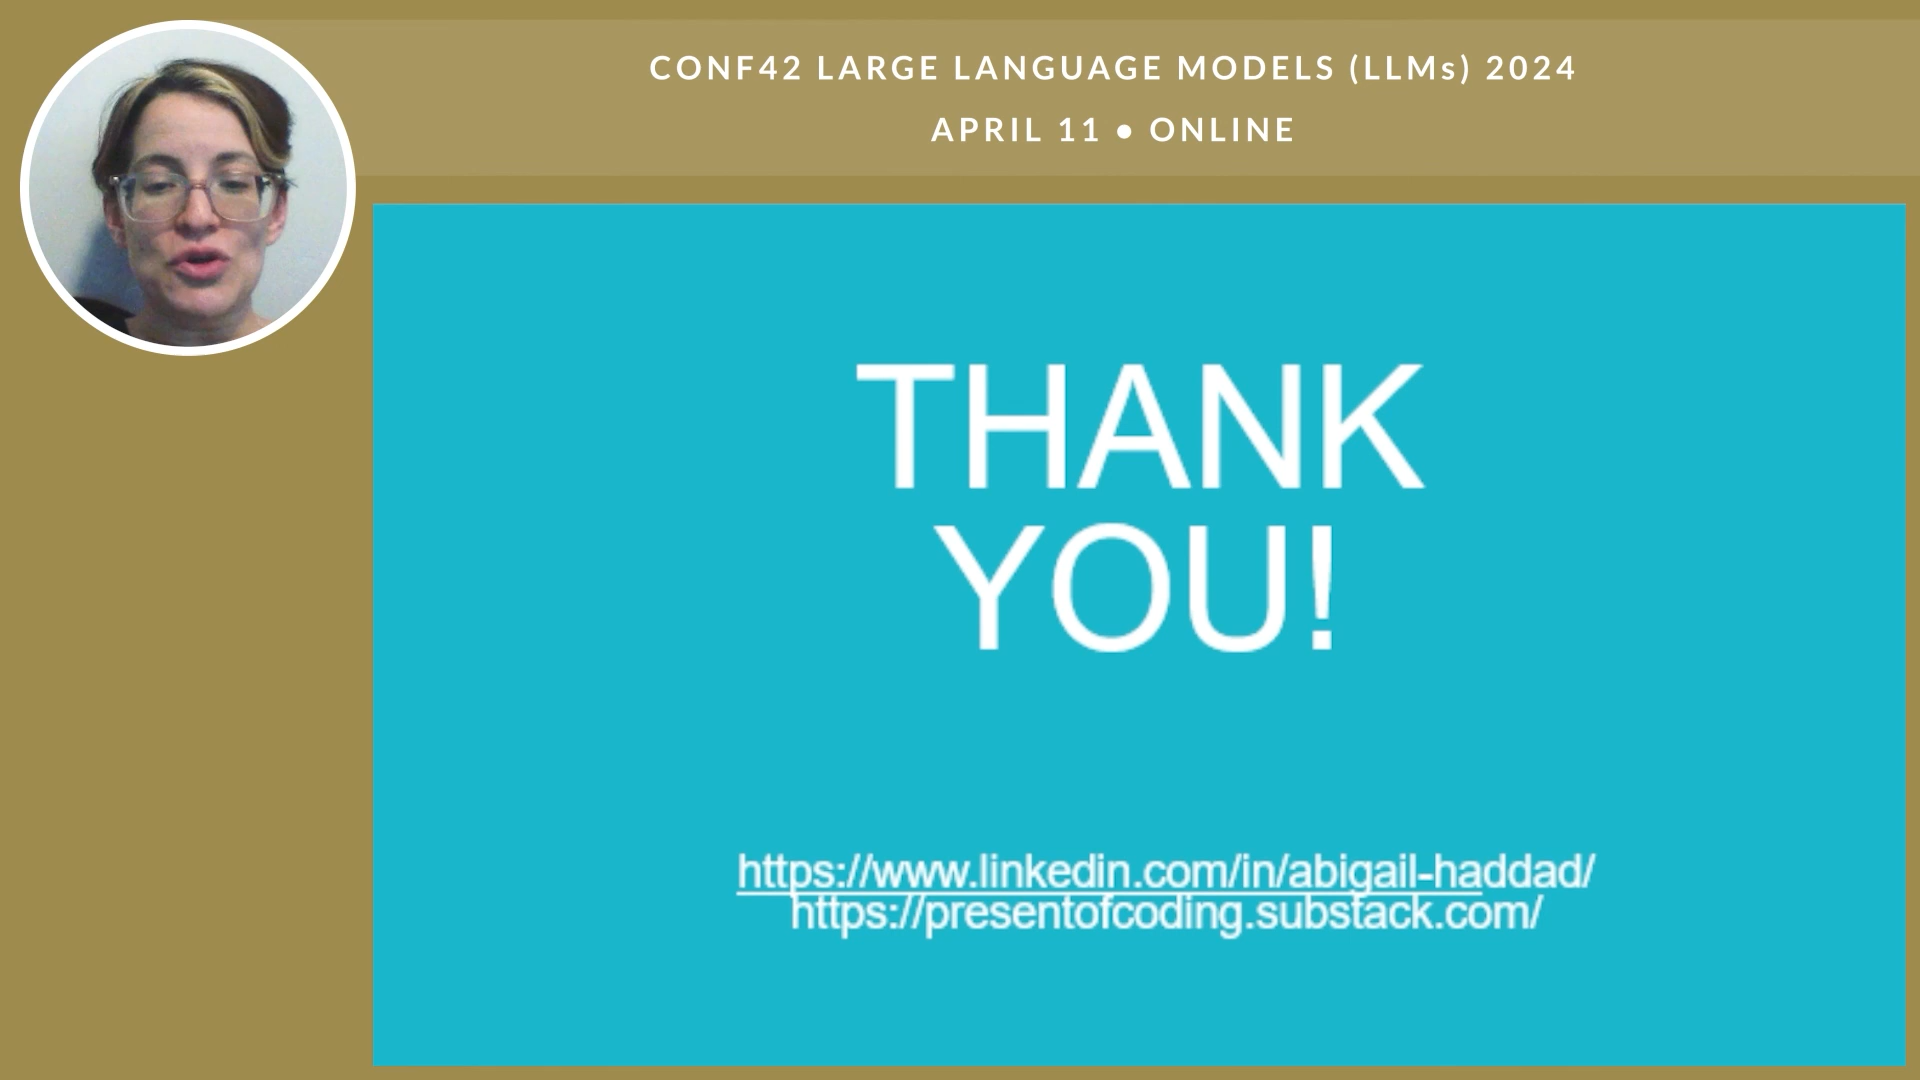 CONF42 LARGE LANGUAGE MODELS (LLMs) 2024
APRIL 11 ● ONLINE
THANK
YOU!
https://www.linkedin.com/in/abigail-haddad/
https://presentofcoding.substack.com/